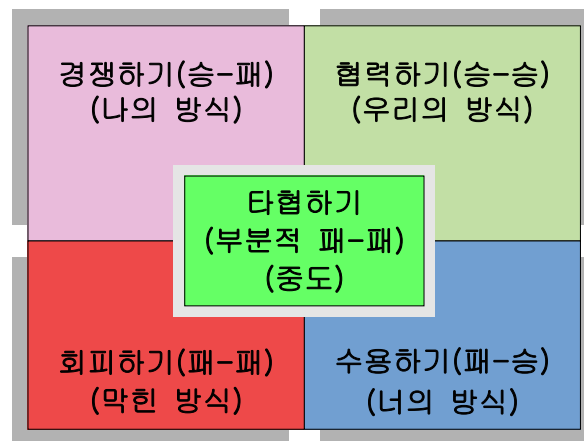 경쟁하기(승-패)
(나의 방식)
협력하기(승-승)
(우리의 방식)
타협하기
(부분적 패-패)
(중도)
회피하기(패-패)
(막힌 방식)
수용하기(패-승)
(너의 방식)